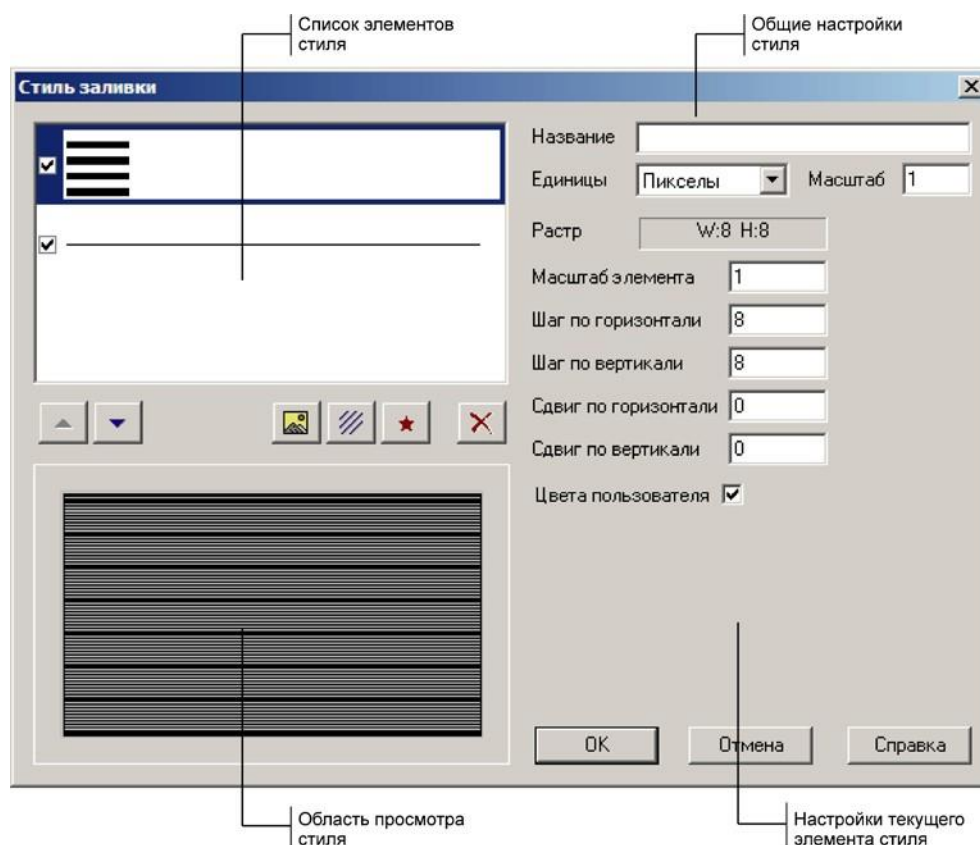 Список элементов
стиля
Общие настройки
стиля
Стиль заливки
Название
Единицы Пикселы Масштаб 1
Растр W:8 H:8
Масштаб элемента 1
Шаг по горизонтали 8
Шаг по вертикали 8
Сдвиг по горизонтали 0
Сдвиг по вертикали 0
Цвета пользователя
OK Отмена Справка
Область просмотра
стиля
Настройки текущего
элемента стиля